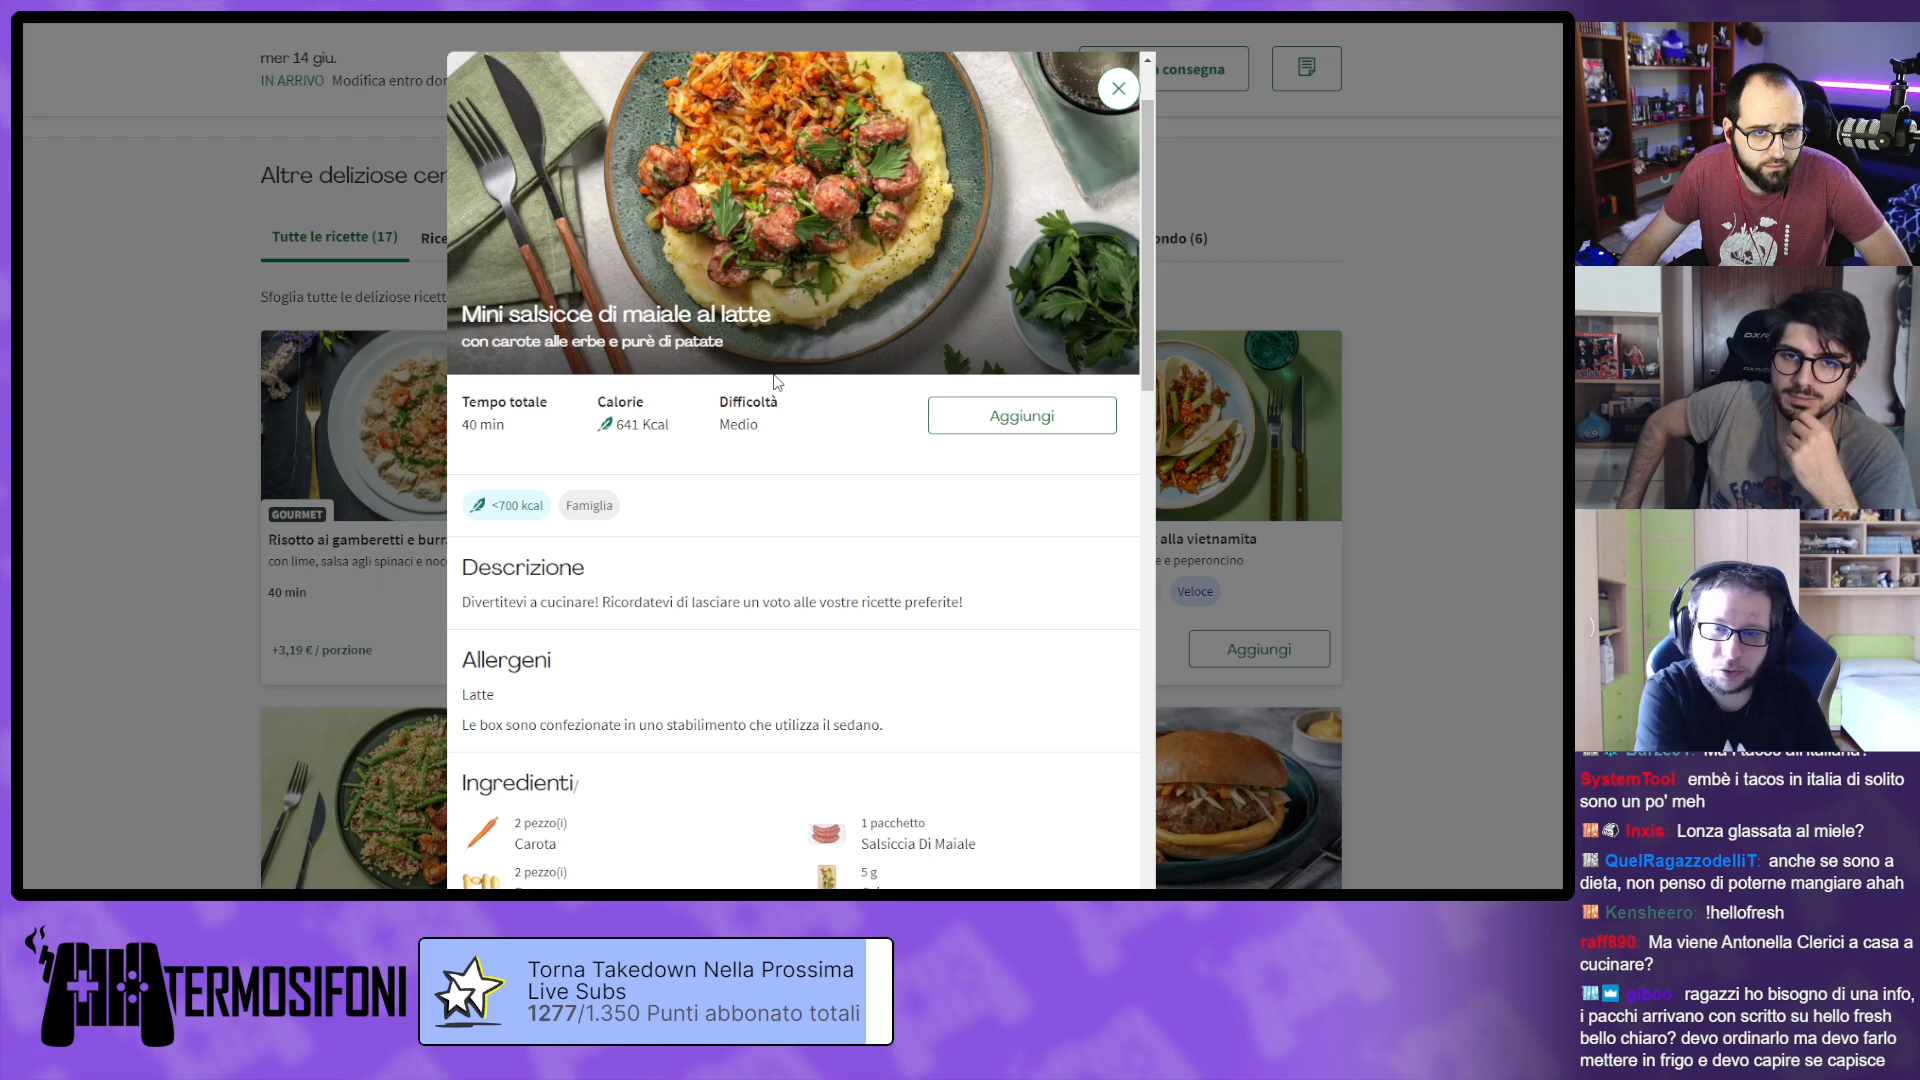 mer 14 giu.
IN ARRIVO Modifica entro dor
consegna
Altre deliziose cer
Tutte le ricette (17)
Rice
ondo (6)
Sfoglia tutte le deliziose ricett
Mini salsicce di maiale al latte
con carote alle erbe e purè di patate
Tempo totale
40 min
Calorie
641 Kcal
Difficoltà
Medio
Aggiungi
<700 kcal
Famiglia
Descrizione
Divertitevi a cucinare! Ricordatevi di lasciare un voto alle vostre ricette preferite!
Allergeni
Latte
Le box sono confezionate in uno stabilimento che utilizza il sedano.
Ingredienti/
2 pezzo(i)
Carota
1 pacchetto
Salsiccia Di Maiale
2 pezzo(i)
5 g
GOURMET
Risotto ai gamberetti e burr
con lime, salsa agli spinaci e noc
40 min
+3,19 € / porzione
alla vietnamita
e e peperoncino
Veloce
Aggiungi
SystemTool: embè i tacos in italia di solito
sono un po' meh
Inxis: Lonza glassata al miele?
QuelRagazzodelliT: anche se sono a
dieta, non penso di poterne mangiare ahah
Kensheero: !hellofresh
raff890: Ma viene Antonella Clerici a casa a
cucinare?
giboo: ragazzi ho bisogno di una info,
i pacchi arrivano con scritto su hello fresh
bello chiaro? devo ordinarlo ma devo farlo
mettere in frigo e devo capire se capisce
TERMOSIFONI
Torna Takedown Nella Prossima
Live Subs
1277/1.350 Punti abbonato totali